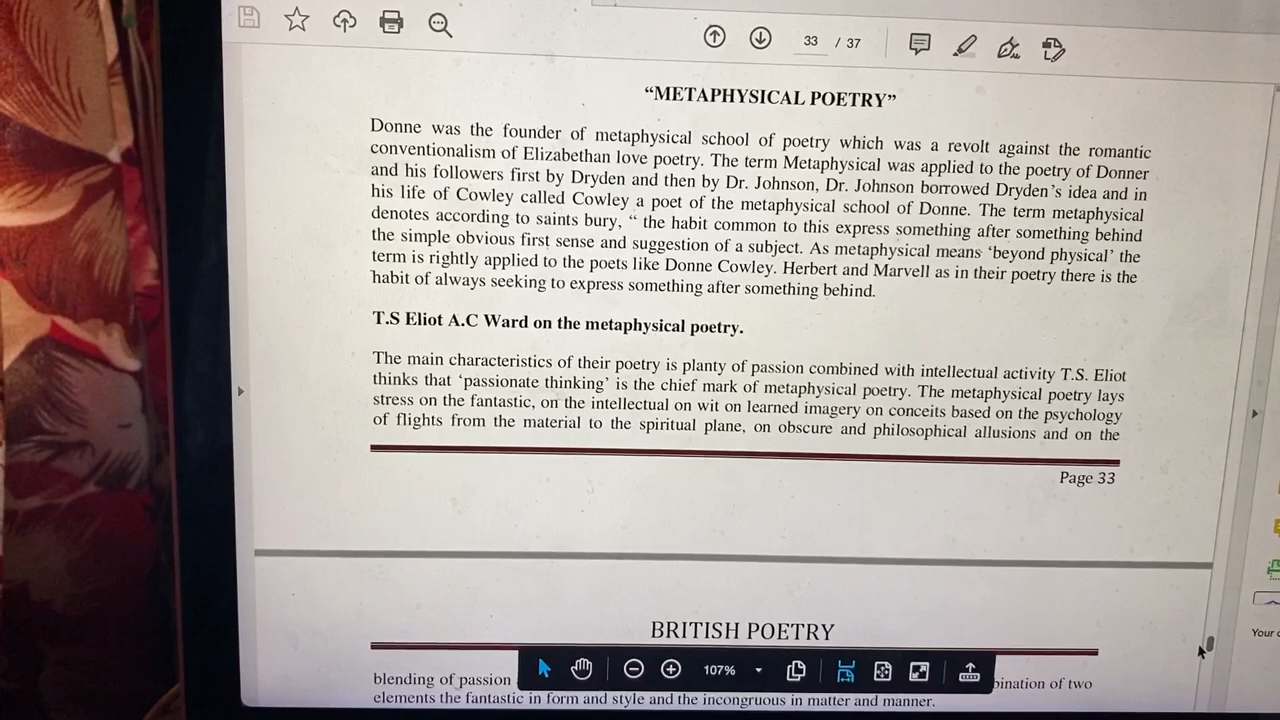 33 / 37
“METAPHYSICAL POETRY”
Donne was the founder of metaphysical school of poetry which was a revolt against the romantic
conventionalism of Elizabethan love poetry. The term Metaphysical was applied to the poetry of Donner
and his followers first by Dryden and then by Dr. Johnson, Dr. Johnson borrowed Dryden’s idea and in
his life of Cowley called Cowley a poet of the metaphysical school of Donne. The term metaphysical
denotes according to saints bury, “ the habit common to this express something after something behind
the simple obvious first sense and suggestion of a subject. As metaphysical means ‘beyond physical’ the
term is rightly applied to the poets like Donne Cowley. Herbert and Marvell as in their poetry there is the
habit of always seeking to express something after something behind.
T.S Eliot A.C Ward on the metaphysical poetry.
The main characteristics of their poetry is planty of passion combined with intellectual activity T.S. Eliot
thinks that ‘passionate thinking’ is the chief mark of metaphysical poetry. The metaphysical poetry lays
stress on the fantastic, on the intellectual on wit on learned imagery on conceits based on the psychology
of flights from the material to the spiritual plane, on obscure and philosophical allusions and on the
Page 33
Your
BRITISH POETRY
107%
blending of passion bination of two
elements the fantastic in form and style and the incongruous in matter and manner.